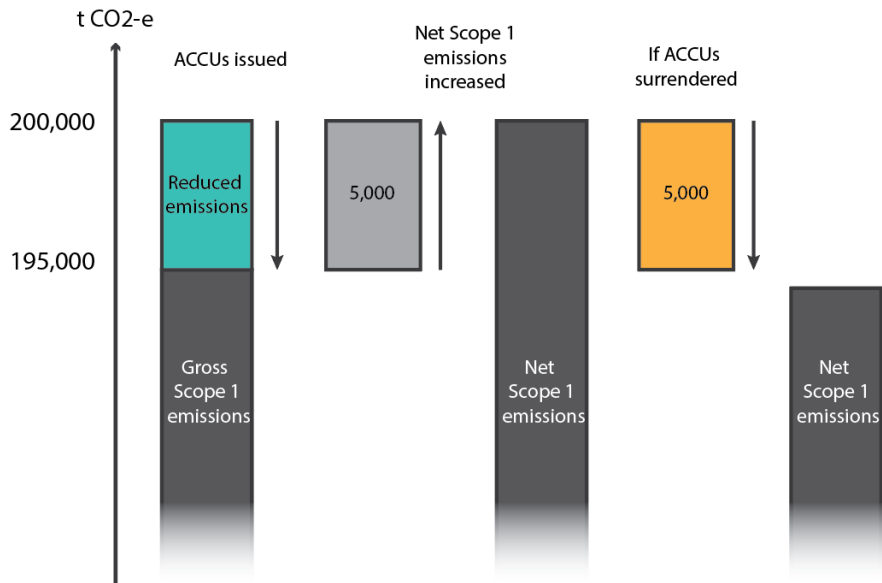 t CO2-e
ACCUs issued
Net Scope 1
emissions
increased
If ACCUs
surrendered
200,000
195,000
Reduced
emissions
5,000
5,000
Gross
Scope 1
emissions
Net
Scope 1
emissions
Net
Scope 1
emissions